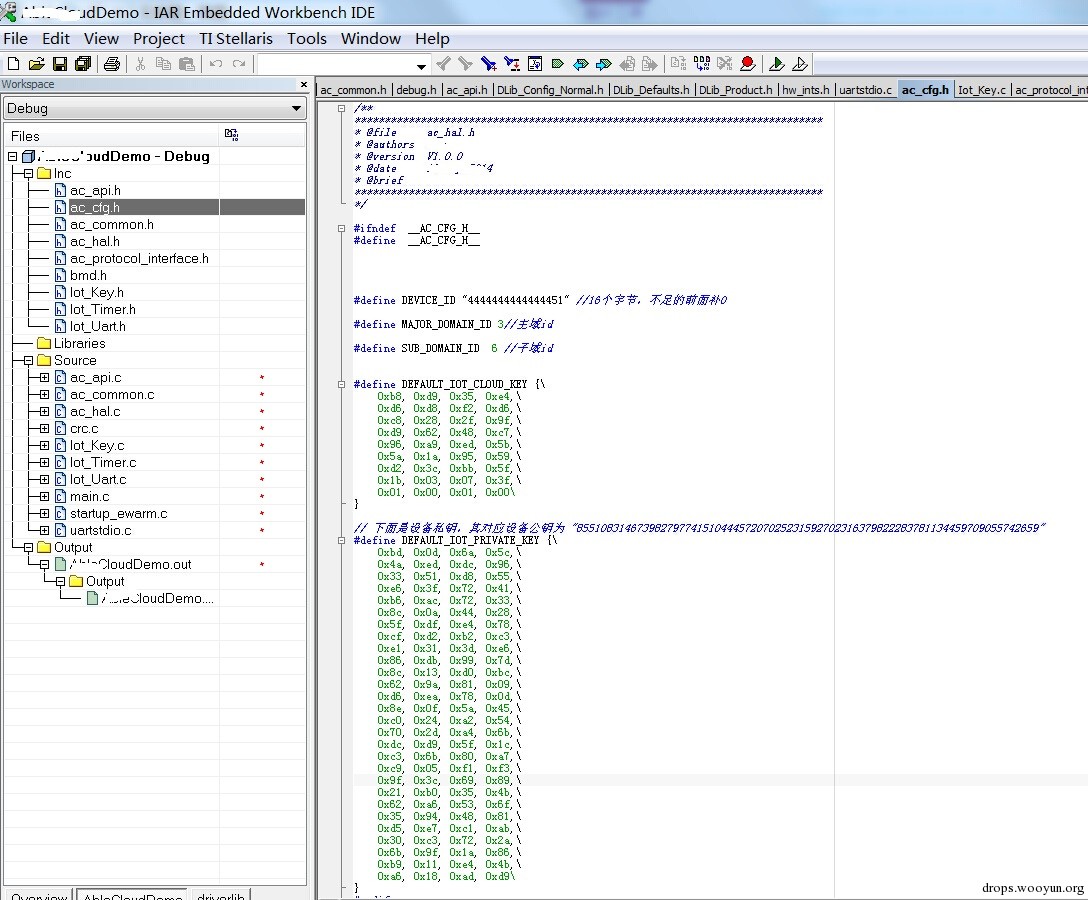 CloudDemo - IAR Embedded Workbench IDE
File Edit View Project TI Stellaris Tools Window Help
Workspace
Debug
Files
CloudDemo - Debug
Inc
ac_api.h
ac_cfg.h
ac_common.h
ac_hal.h
ac_protocol_interface.h
bmd.h
Iot_Key.h
Iot_Timer.h
Iot_Uart.h
Libraries
Source
ac_api.c
ac_common.c
ac_hal.c
crc.c
Iot_Key.c
Iot_Timer.c
Iot_Uart.c
main.c
startup_ewarm.c
uartstdio.c
Output
CloudDemo.out
Output
CloudDemo....
Overview AbleCloudDemo driverlib
ac_common.h debug.h ac_api.h DLib_Config_Normal.h DLib_Defaults.h DLib_Product.h hw_ints.h uartstdio.c ac_cfg.h Iot_Key.c ac_protocol_int
/**
*******************************************************************************
* @file ac_hal.h
* @authors
* @version V1.0.0
* @date
* @brief
*******************************************************************************
*/
#ifndef __AC_CFG_H__
#define __AC_CFG_H__
#define DEVICE_ID "4444444444444451" //16个字节，不足的前面补0
#define MAJOR_DOMAIN_ID 3//主域id
#define SUB_DOMAIN_ID 6 //子域id
#define DEFAULT_IOT_CLOUD_KEY {\
0xb8, 0xd9, 0x35, 0xe4,\
0xd6, 0xd8, 0xf2, 0xd6,\
0xc8, 0x28, 0x2f, 0x9f,\
0xd9, 0x62, 0x48, 0xc7,\
0x96, 0xa9, 0xed, 0x5b,\
0x5a, 0x1a, 0x95, 0x59,\
0xd2, 0x3c, 0xbb, 0x5f,\
0x1b, 0x03, 0x07, 0x3f,\
0x01, 0x00, 0x01, 0x00\
}
// 下面是设备私钥，其对应设备公钥为 "85510831467398279774151044457207025231592702316379822283781134459709055742659"
#define DEFAULT_IOT_PRIVATE_KEY {\
0xbd, 0x0d, 0x6a, 0x5c,\
0x4a, 0xed, 0xdc, 0x96,\
0x33, 0x51, 0xd8, 0x55,\
0xe6, 0x3f, 0x72, 0x41,\
0xb6, 0xac, 0x72, 0x33,\
0x8c, 0x0a, 0x44, 0x28,\
0x5f, 0xdf, 0xe4, 0x78,\
0xcf, 0xd2, 0xb2, 0xc3,\
0xe1, 0x31, 0x3d, 0xe6,\
0x86, 0xdb, 0x99, 0x7d,\
0x8c, 0x13, 0xd0, 0xbc,\
0x62, 0x9a, 0x81, 0x09,\
0xd6, 0xea, 0x78, 0x0d,\
0x8e, 0x0f, 0x5a, 0x45,\
0xc0, 0x24, 0xa2, 0x54,\
0x70, 0x2d, 0xa4, 0x6b,\
0xdc, 0xd9, 0x5f, 0x1c,\
0xc3, 0x6b, 0x80, 0xa7,\
0xc9, 0x05, 0xf1, 0xf3,\
0x9f, 0x3c, 0x69, 0x89,\
0x21, 0xb0, 0x35, 0x4b,\
0x62, 0xa6, 0x53, 0x6f,\
0x35, 0x94, 0x48, 0x81,\
0xd5, 0xe7, 0xc1, 0xab,\
0x30, 0xc3, 0x72, 0x2a,\
0x6b, 0x9f, 0x1a, 0x86,\
0xb9, 0x11, 0xe4, 0x4b,\
0xa6, 0x18, 0xad, 0xd9\
}
drops.wooyun.org